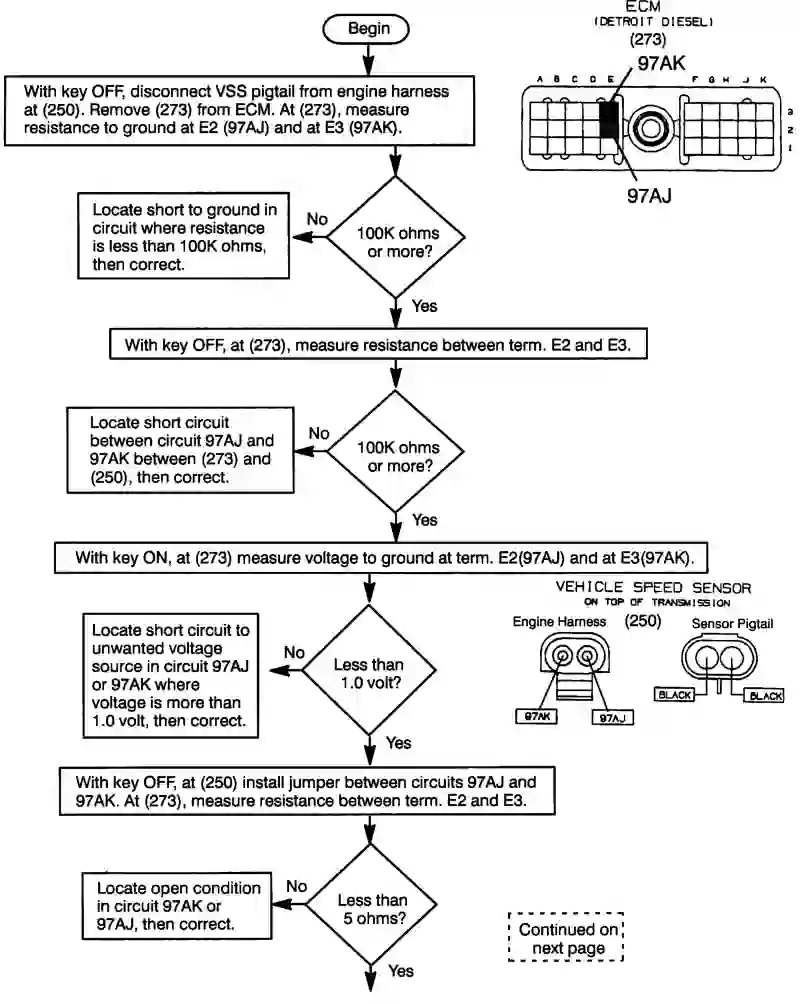 Begin
ECM
(DETROIT DIESEL)
(273)
97AK
A B C D E
F G H J K
3
2
1
97AJ
With key OFF, disconnect VSS pigtail from engine harness
at (250). Remove (273) from ECM. At (273), measure
resistance to ground at E2 (97AJ) and at E3 (97AK).
Locate short to ground in
circuit where resistance
is less than 100K ohms,
then correct.
No
100K ohms
or more?
Yes
With key OFF, at (273), measure resistance between term. E2 and E3.
Locate short circuit
between circuit 97AJ and
97AK between (273) and
(250), then correct.
No
100K ohms
or more?
Yes
With key ON, at (273) measure voltage to ground at term. E2(97AJ) and at E3(97AK).
VEHICLE SPEED SENSOR
ON TOP OF TRANSMISSION
Engine Harness
(250)
Sensor Pigtail
97AK
97AJ
BLACK
BLACK
Locate short circuit to
unwanted voltage
source in circuit 97AJ
or 97AK where
voltage is more than
1.0 volt, then correct.
No
Less than
1.0 volt?
Yes
With key OFF, at (250) install jumper between circuits 97AJ and
97AK. At (273), measure resistance between term. E2 and E3.
Locate open condition
in circuit 97AK or
97AJ, then correct.
No
Less than
5 ohms?
Yes
Continued on
next page